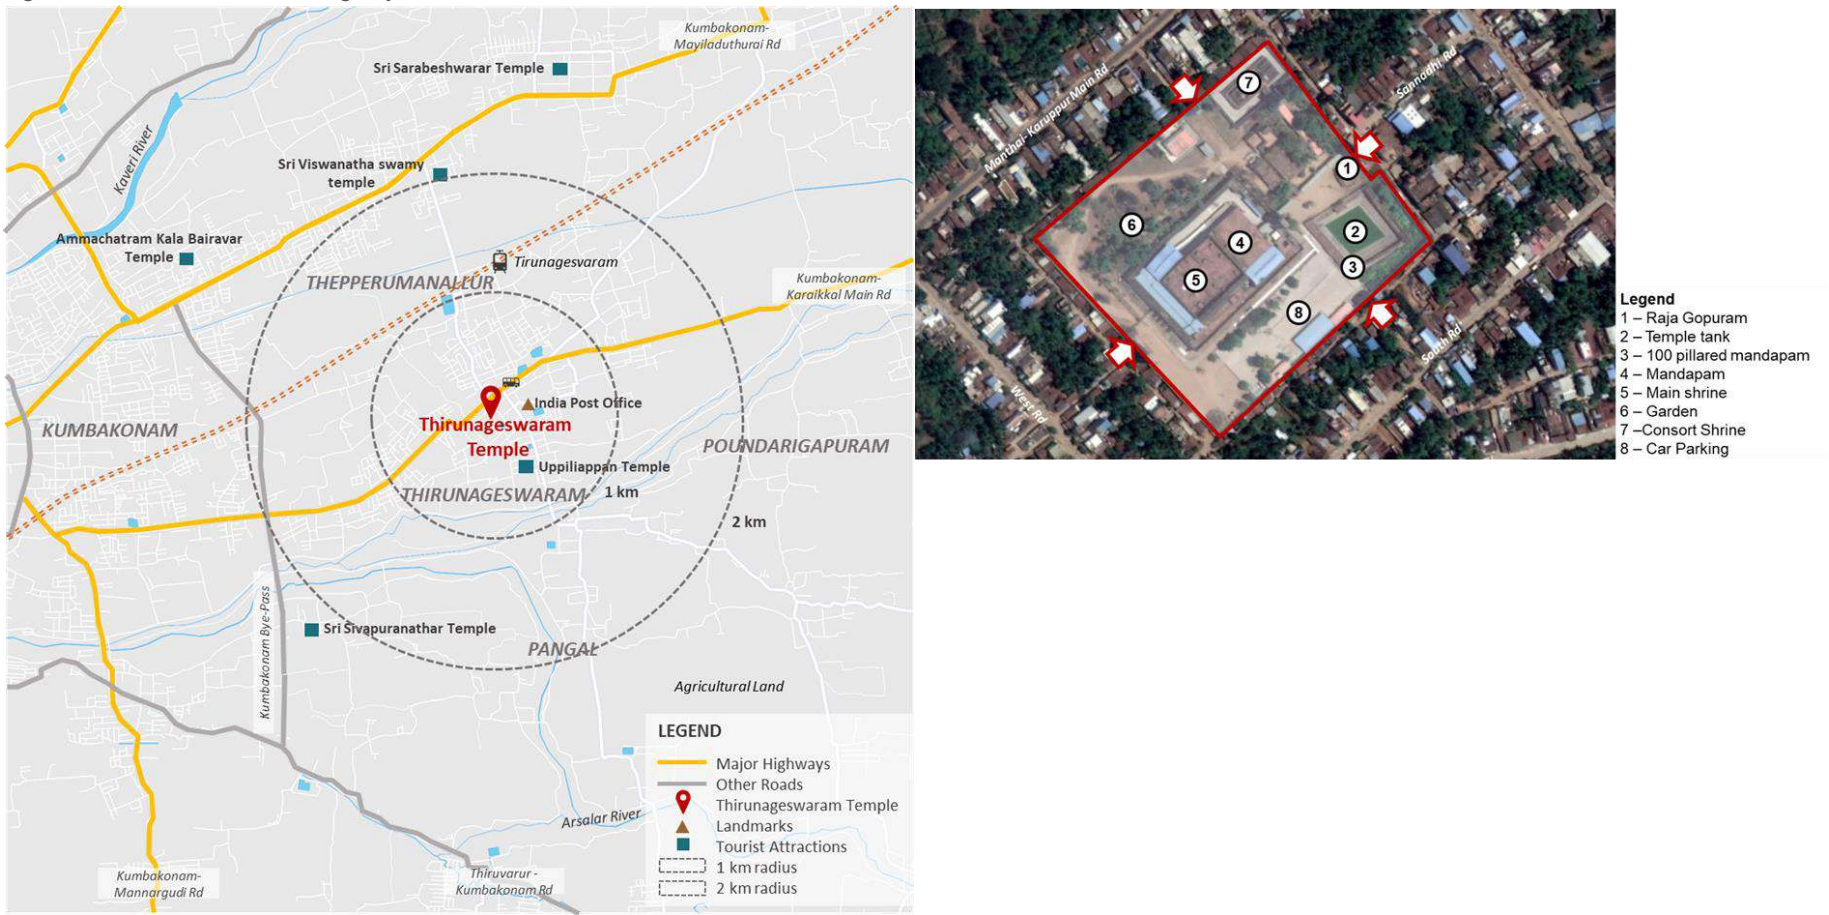 Kumbakonam-
Mayiladuthurai Rd
Sri Sarabeshwarar Temple
Kaveri River
Sri Viswanatha swamy
temple
Ammachatram Kala Bairavar
Temple
Tirunagesvaram
THEPPERUMANALLUR
Kumbakonam-
Karaikkal Main Rd
India Post Office
Thirunageswaram
Temple
KUMBAKONAM
POUNDARIGAPURAM
Uppiliappan Temple
THIRUNAGESWARAM
1 km
2 km
Kumbakonam Bye-Pass
Sri Sivapuranathar Temple
PANGAL
Agricultural Land
LEGEND
Major Highways
Other Roads
Thirunageswaram Temple
Landmarks
Tourist Attractions
1 km radius
2 km radius
Arsalar River
Kumbakonam-
Mannargudi Rd
Thiruvarur -
Kumbakonam Rd
Manthai-Karuppur Main Rd
Sannadhi Rd
7
1
2
6
4
3
5
8
South Rd
West Rd
Legend
1 – Raja Gopuram
2 – Temple tank
3 – 100 pillared mandapam
4 – Mandapam
5 – Main shrine
6 – Garden
7 –Consort Shrine
8 – Car Parking